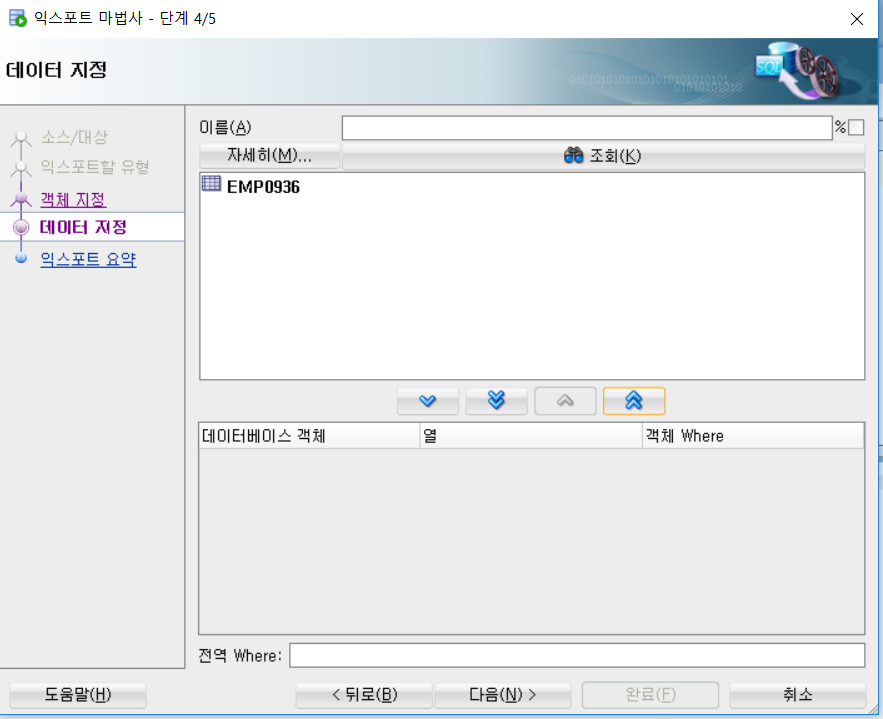 익스포트 마법사 - 단계 4/5
데이터 지정
SQL
소스/대상
익스포트할 유형
객체 지정
데이터 지정
익스포트 요약
이름(A)
%
자세히(M)...
조회(K)
EMP0936
데이터베이스 객체 열 객체 Where
전역 Where:
도움말(H)
< 뒤로(B)
다음(N) >
완료(F)
취소